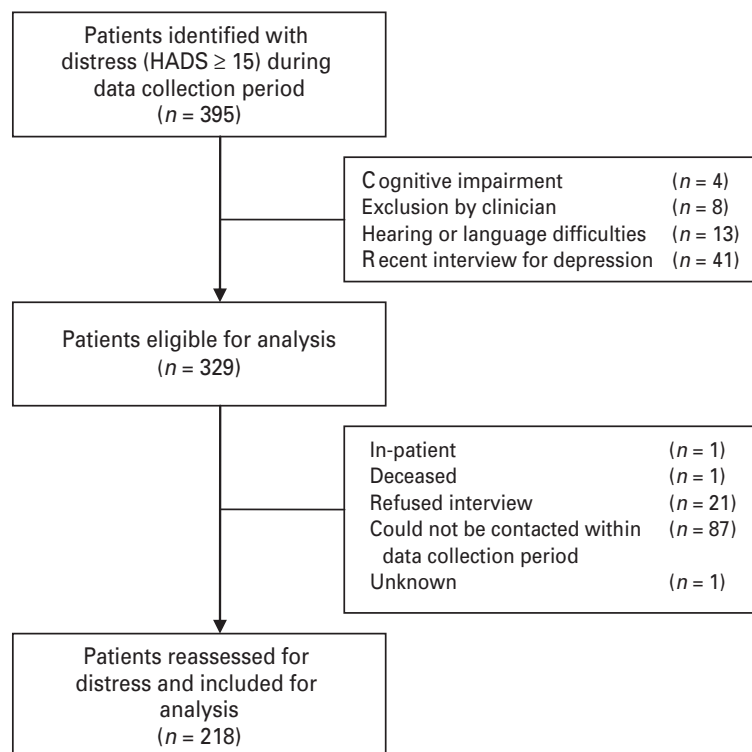 Patients identified with
distress (HADS ≥ 15) during
data collection period
(n = 395)
Cognitive impairment (n = 4)
Exclusion by clinician (n = 8)
Hearing or language difficulties (n = 13)
Recent interview for depression (n = 41)
Patients eligible for analysis
(n = 329)
In-patient (n = 1)
Deceased (n = 1)
Refused interview (n = 21)
Could not be contacted within (n = 87)
data collection period
Unknown (n = 1)
Patients reassessed for
distress and included for
analysis
(n = 218)